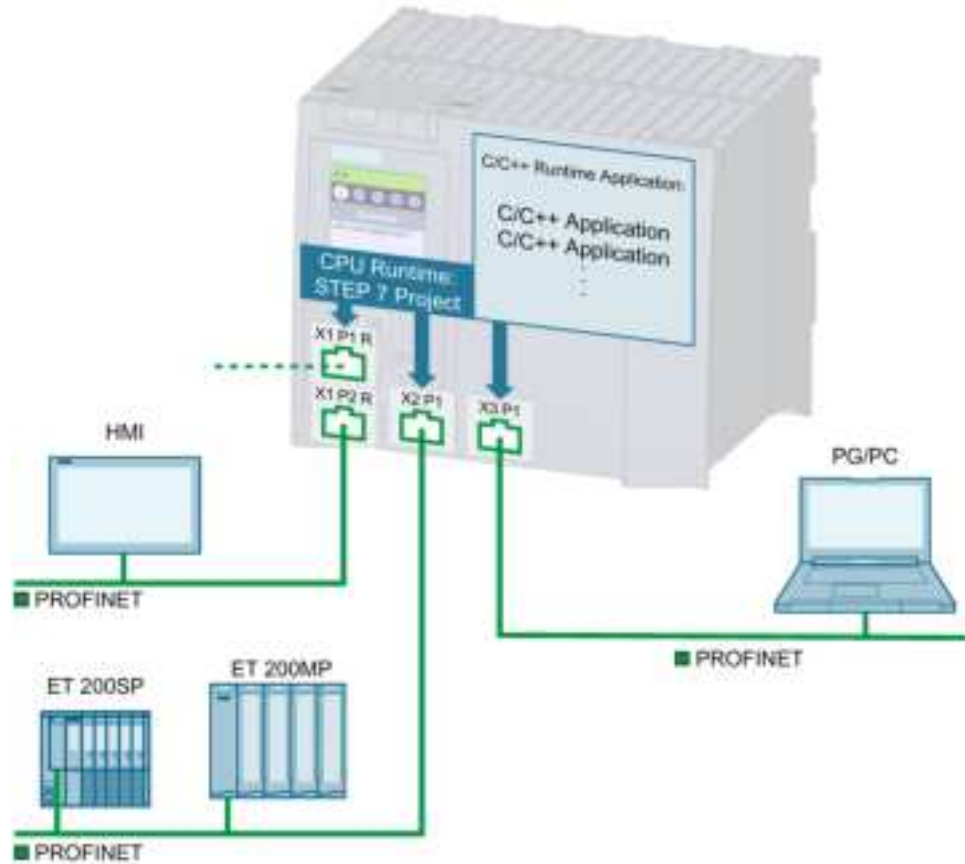 C/C++ Runtime Application:
C/C++ Application
C/C++ Application
:
CPU Runtime:
STEP 7 Project
X1 P1 R
X1 P2 R
X2 P1
X3 P1
HMI
PG/PC
PROFINET
PROFINET
ET 200SP
ET 200MP
PROFINET